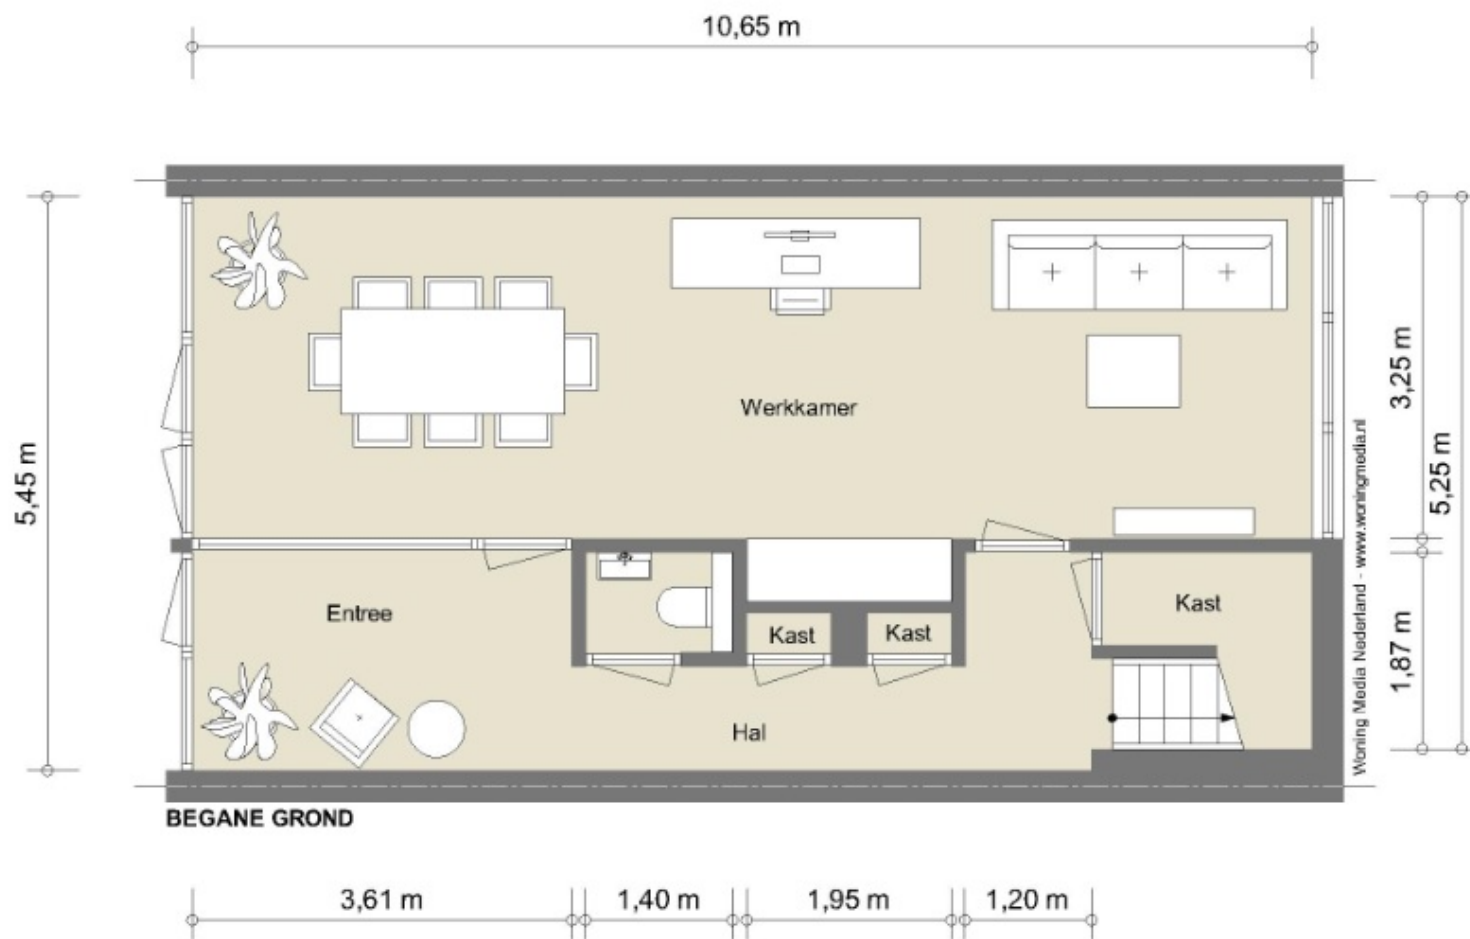 10,65 m
5,45 m
3,25 m
5,25 m
1,87 m
Werkkamer
Entree
Kast
Kast
Kast
Hal
Woning Media Nederland - www.woningmedia.nl
BEGANE GROND
3,61 m
1,40 m
1,95 m
1,20 m